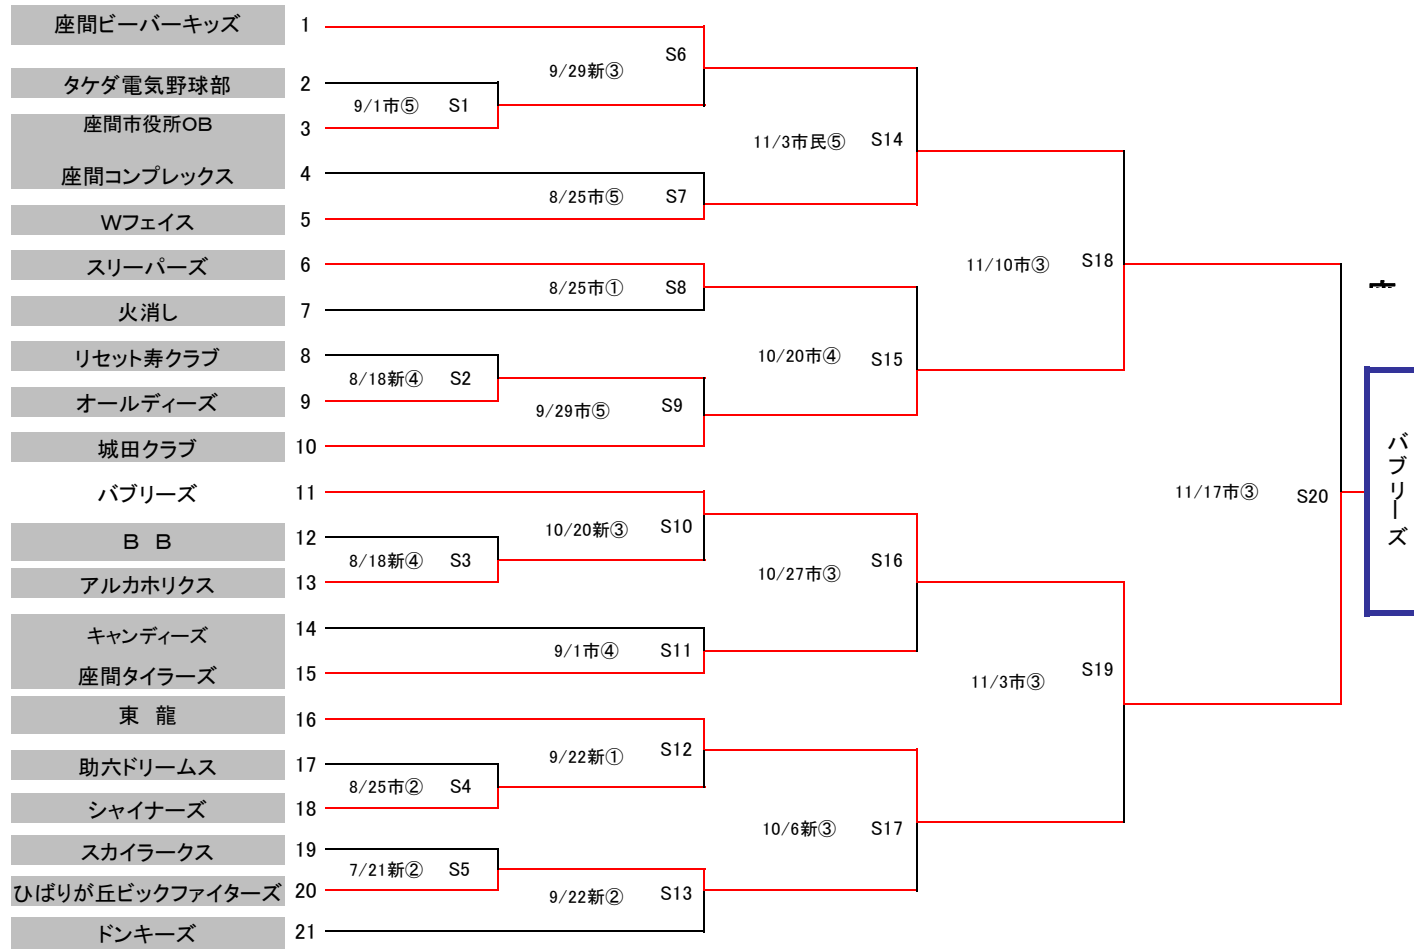 座間ビーバーキッズ 1
タケダ電気野球部 2
座間市役所OB 3
座間コンプレックス 4
Wフェイス 5
スリーパーズ 6
火消し 7
リセット寿クラブ 8
オールディーズ 9
城田クラブ 10
バブリーズ 11
B B 12
アルカホリクス 13
キャンディーズ 14
座間タイラーズ 15
東 龍 16
助六ドリームス 17
シャイナーズ 18
スカイラークス 19
ひばりが丘ビックファイターズ 20
ドンキーズ 21
9/1市⑤ S1
8/18新④ S2
8/18新④ S3
8/25市② S4
7/21新② S5
9/29新③ S6
8/25市⑤ S7
8/25市① S8
9/29市⑤ S9
10/20新③ S10
9/1市④ S11
9/22新① S12
9/22新② S13
11/3市民⑤ S14
10/20市④ S15
10/27市③ S16
10/6新③ S17
11/10市③ S18
11/3市③ S19
11/17市③ S20
バブリーズ